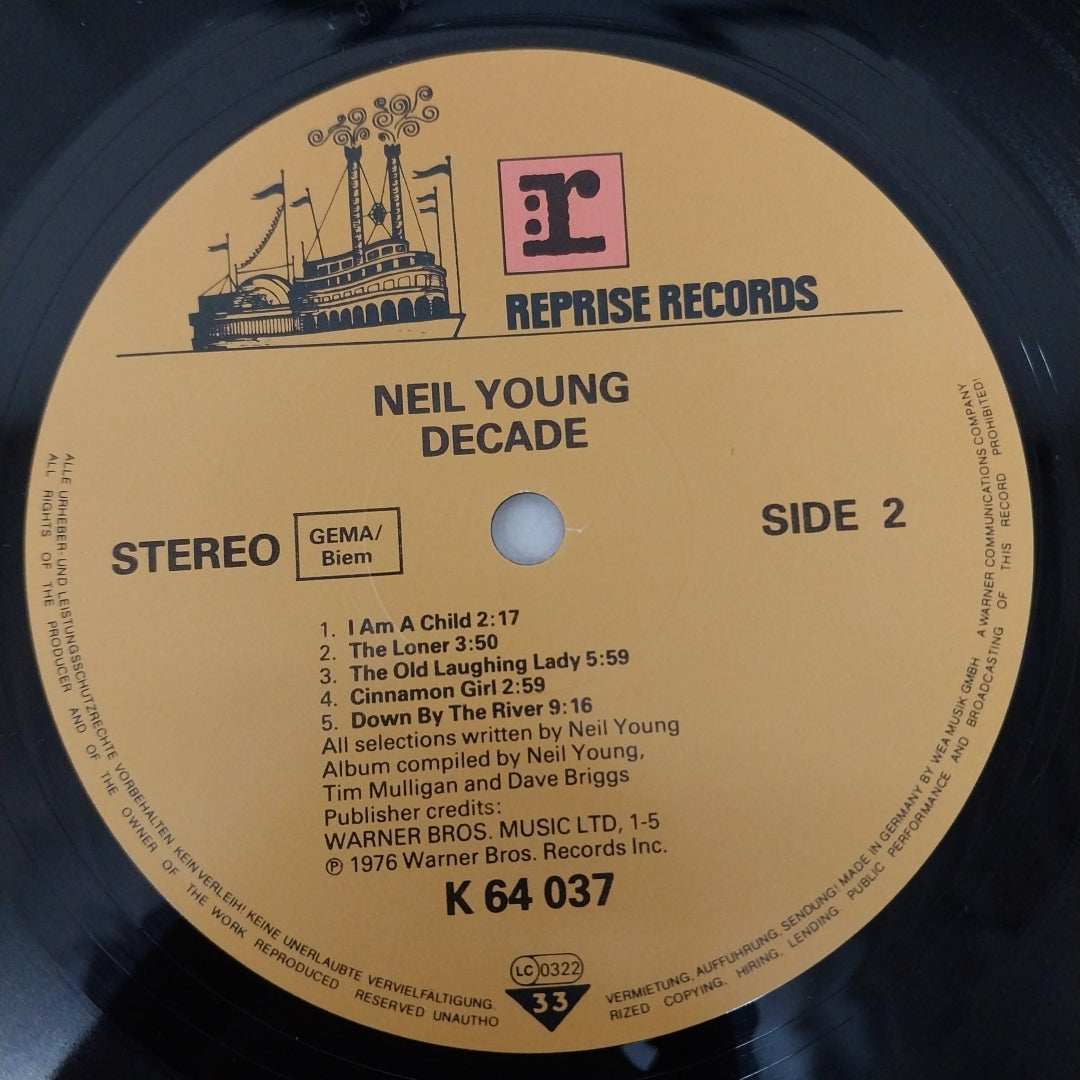 r
REPRISE RECORDS
NEIL YOUNG
DECADE
STEREO
GEMA/
Biem
SIDE 2
1. I Am A Child 2:17
2. The Loner 3:50
3. The Old Laughing Lady 5:59
4. Cinnamon Girl 2:59
5. Down By The River 9:16
All selections written by Neil Young
Album compiled by Neil Young,
Tim Mulligan and Dave Briggs
Publisher credits:
WARNER BROS. MUSIC LTD, 1-5
℗ 1976 Warner Bros. Records Inc.
K 64 037
LC 0322
33
ALLE URHEBER-UND LEISTUNGSSCHUTZRECHTE VORBEHALTEN KEIN VERLEIH! KEINE UNERLAUBTE VERVIELFÄLTIGUNG. VERMIETUNG. AUFFUHRUNG. SENDUNG! MADE IN GERMANY BY WEA MUSIK GMBH A WARNER COMMUNICATIONS COMPANY
ALL RIGHTS OF THE PRODUCER AND OF THE OWNER OF THE WORK REPRODUCED RESERVED UNAUTHO RIZED COPYING. HIRING. LENDING. PUBLIC PERFORMANCE AND BROADCASTING OF THIS RECORD PROHIBITED!